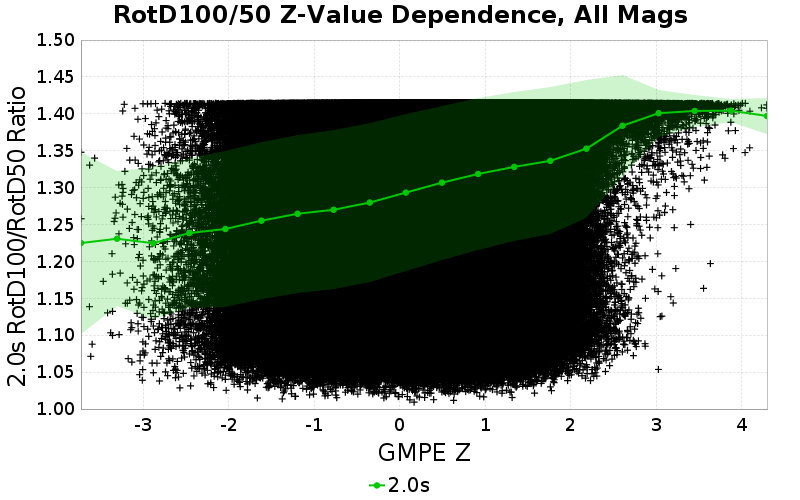 RotD100/50 Z-Value Dependence, All Mags
2.0s RotD100/RotD50 Ratio
1.50
1.45
1.40
1.35
1.30
1.25
1.20
1.15
1.10
1.05
1.00
-3 -2 -1 0 1 2 3 4
GMPE Z
2.0s